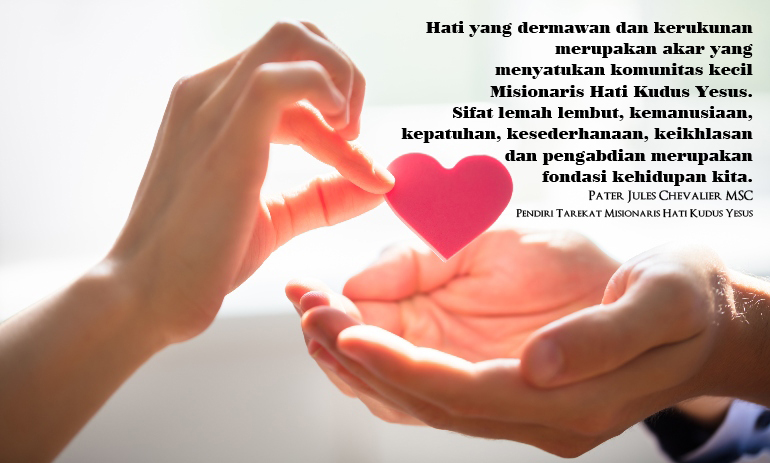 Hati yang dermawan dan kerukunan
merupakan akar yang
menyatukan komunitas kecil
Misionaris Hati Kudus Yesus.
Sifat lemah lembut, kemanusiaan,
kepatuhan, kesederhanaan, keikhlasan
dan pengabdian merupakan
fondasi kehidupan kita.
Pater Jules Chevalier MSC
Pendiri Tarekat Misionaris Hati Kudus Yesus